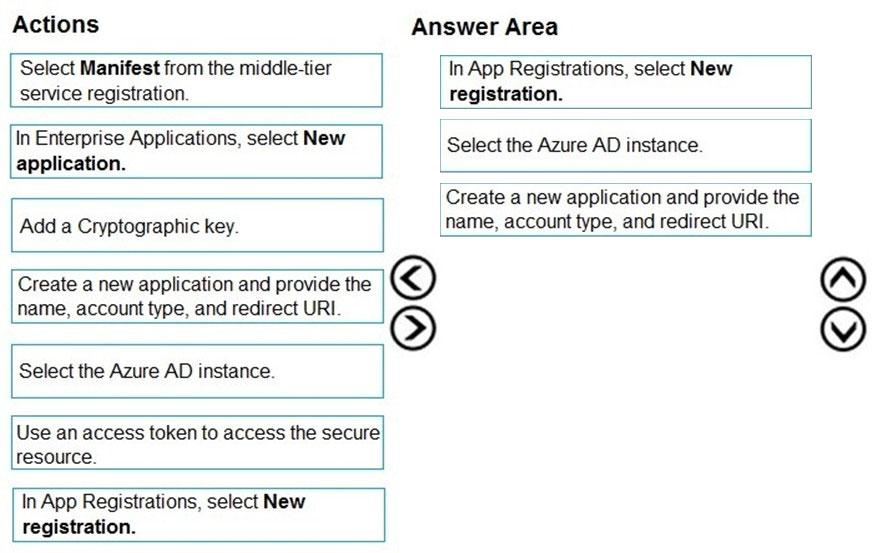 Actions
Select Manifest from the middle-tier
service registration.
In Enterprise Applications, select New
application.
Add a Cryptographic key.
Create a new application and provide the
name, account type, and redirect URI.
Select the Azure AD instance.
Use an access token to access the secure
resource.
In App Registrations, select New
registration.
Answer Area
In App Registrations, select New
registration.
Select the Azure AD instance.
Create a new application and provide the
name, account type, and redirect URI.